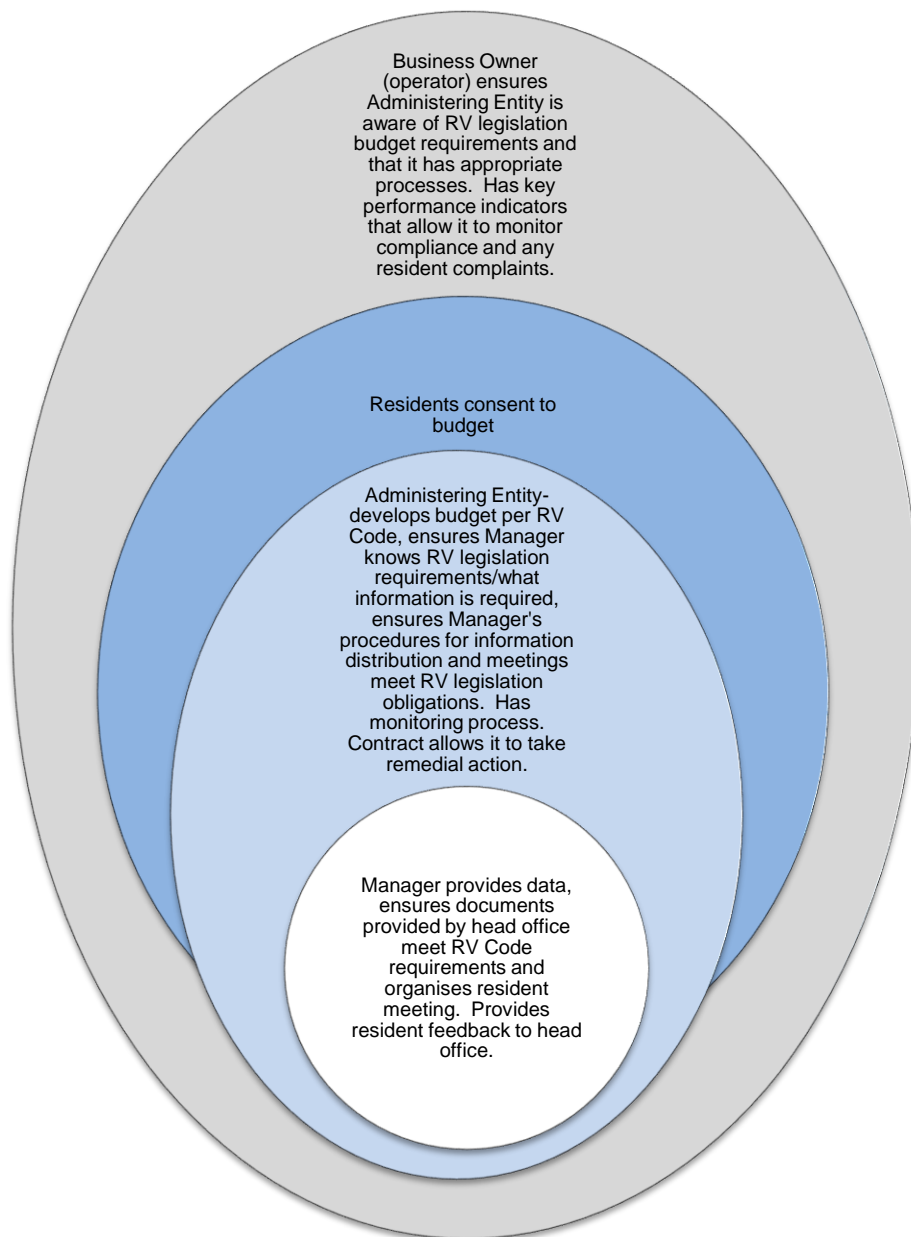 Business Owner
(operator) ensures
Administering Entity is
aware of RV legislation
budget requirements and
that it has appropriate
processes.  Has key
performance indicators
that allow it to monitor
compliance and any
resident complaints.
Residents consent to
budget
Administering Entity-
develops budget per RV
Code, ensures Manager
knows RV legislation
requirements/what
information is required,
ensures Manager's
procedures for information
distribution and meetings
meet RV legislation
obligations.  Has
monitoring process.
Contract allows it to take
remedial action.
Manager provides data,
ensures documents
provided by head office
meet RV Code
requirements and
organises resident
meeting.  Provides
resident feedback to head
office.